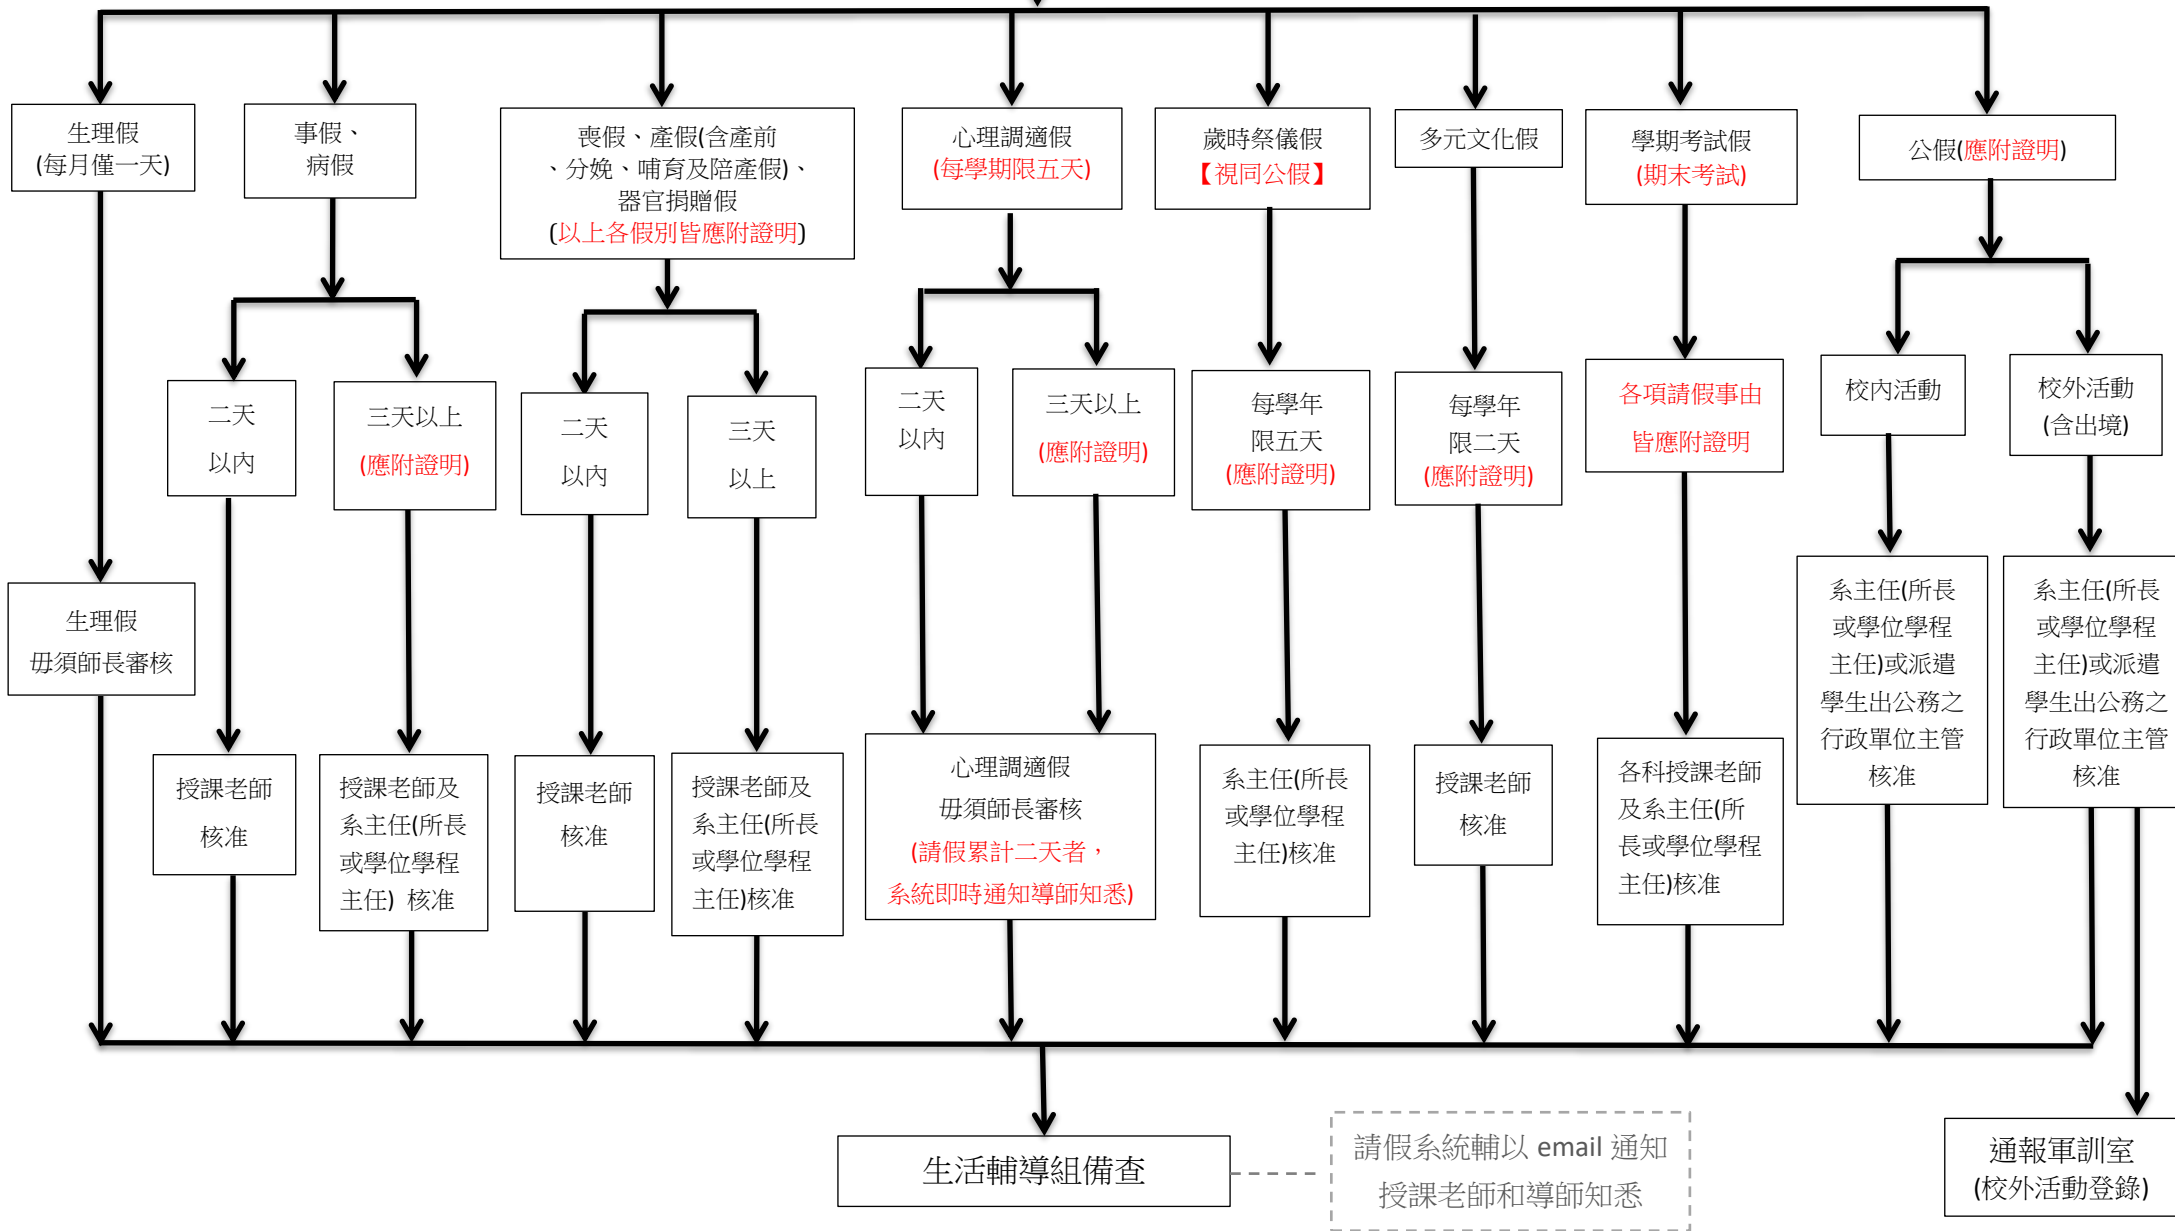 生理假
(每月僅一天)
事假、
病假
喪假、產假(含產前
、分娩、哺育及陪產假)、
器官捐贈假
(以上各假別皆應附證明)
心理調適假
(每學期限五天)
歲時祭儀假
【視同公假】
多元文化假
學期考試假
(期末考試)
公假(應附證明)
二天
以內
三天以上
(應附證明)
二天
以內
三天
以上
二天
以內
三天以上
(應附證明)
每學年
限五天
(應附證明)
每學年
限二天
(應附證明)
各項請假事由
皆應附證明
校內活動
校外活動
(含出境)
生理假
毋須師長審核
授課老師
核准
授課老師及
系主任(所長
或學位學程
主任) 核准
授課老師
核准
授課老師及
系主任(所長
或學位學程
主任)核准
心理調適假
毋須師長審核
(請假累計二天者，
系統即時通知導師知悉)
系主任(所長
或學位學程
主任)核准
授課老師
核准
各科授課老師
及系主任(所
長或學位學程
主任)核准
系主任(所長
或學位學程
主任)或派遣
學生出公務之
行政單位主管
核准
系主任(所長
或學位學程
主任)或派遣
學生出公務之
行政單位主管
核准
生活輔導組備查
請假系統輔以 email 通知
授課老師和導師知悉
通報軍訓室
(校外活動登錄)